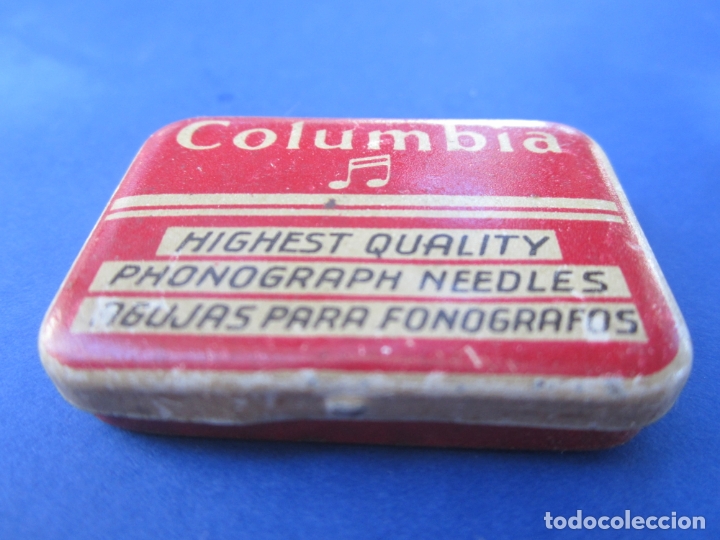 Columbia
HIGHEST QUALITY
PHONOGRAPH NEEDLES
AGUJAS PARA FONOGRAFOS
todocoleccion